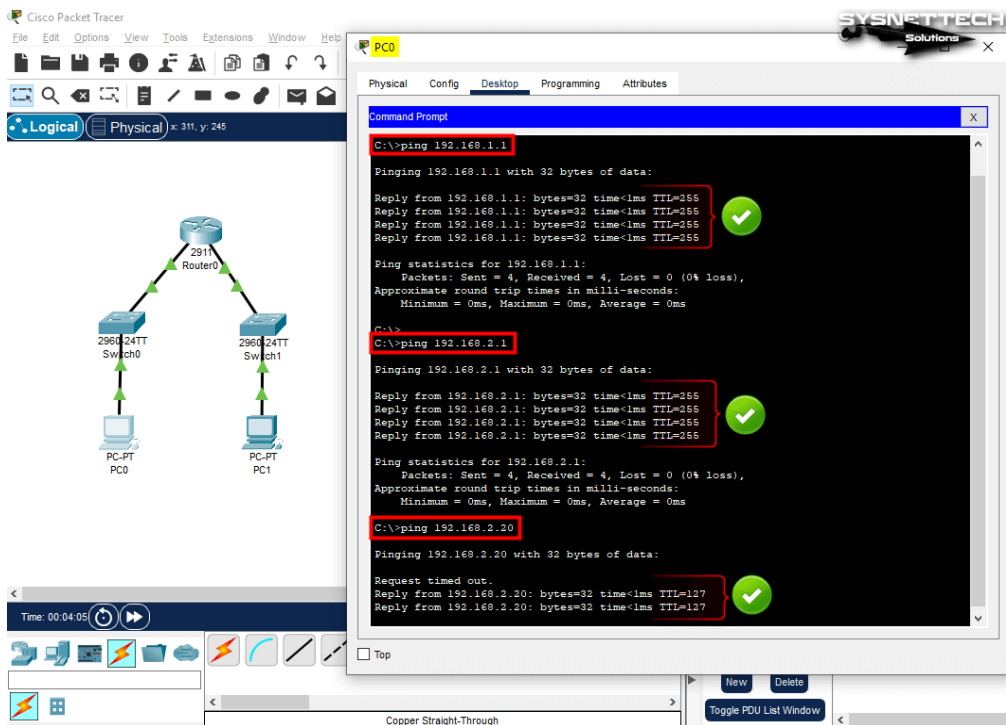 Cisco Packet Tracer
File Edit Options View Tools Extensions Window Help
SYSNETTECH
Solutions
PC0
Physical Config Desktop Programming Attributes
Logical Physical x: 311, y: 245
Command Prompt
X
C:\>ping 192.168.1.1
Pinging 192.168.1.1 with 32 bytes of data:
Reply from 192.168.1.1: bytes=32 time<1ms TTL=255
Reply from 192.168.1.1: bytes=32 time<1ms TTL=255
Reply from 192.168.1.1: bytes=32 time<1ms TTL=255
Reply from 192.168.1.1: bytes=32 time<1ms TTL=255
Ping statistics for 192.168.1.1:
Packets: Sent = 4, Received = 4, Lost = 0 (0% loss),
Approximate round trip times in milli-seconds:
Minimum = 0ms, Maximum = 0ms, Average = 0ms
C:\>
C:\>ping 192.168.2.1
Pinging 192.168.2.1 with 32 bytes of data:
Reply from 192.168.2.1: bytes=32 time<1ms TTL=255
Reply from 192.168.2.1: bytes=32 time<1ms TTL=255
Reply from 192.168.2.1: bytes=32 time<1ms TTL=255
Reply from 192.168.2.1: bytes=32 time<1ms TTL=255
Ping statistics for 192.168.2.1:
Packets: Sent = 4, Received = 4, Lost = 0 (0% loss),
Approximate round trip times in milli-seconds:
Minimum = 0ms, Maximum = 0ms, Average = 0ms
C:\>ping 192.168.2.20
Pinging 192.168.2.20 with 32 bytes of data:
Request timed out.
Reply from 192.168.2.20: bytes=32 time<1ms TTL=127
Reply from 192.168.2.20: bytes=32 time<1ms TTL=127
Top
2911
Router0
2960-24TT
Switch0
2960-24TT
Switch1
PC-PT
PC0
PC-PT
PC1
Time: 00:04:05
New Delete
Toggle PDU List Window
Copper Straight-Through